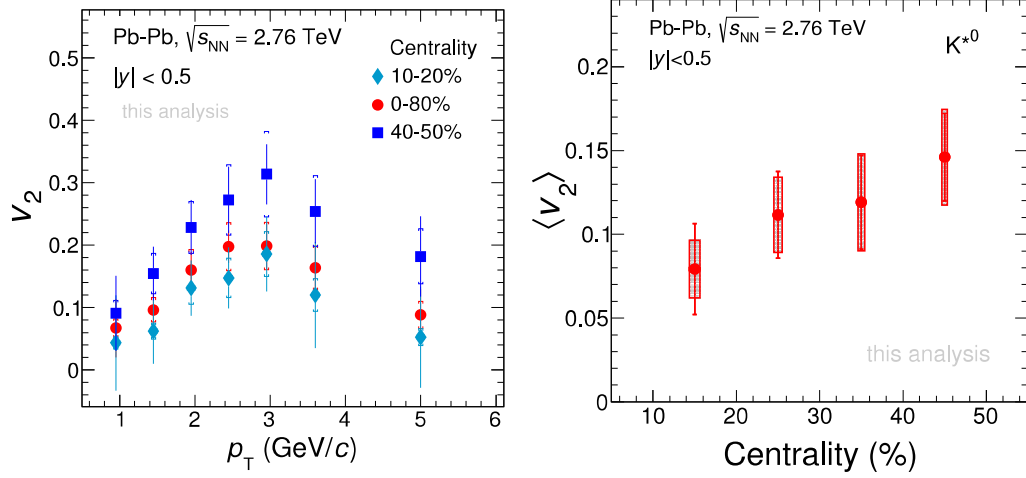 Pb-Pb, √sNN = 2.76 TeV
|y| < 0.5
this analysis
Centrality
10-20%
0-80%
40-50%
0.5
0.4
0.3
0.2
0.1
0
v2
1 2 3 4 5 6
pT (GeV/c)
Pb-Pb, √sNN = 2.76 TeV
|y|<0.5
K*0
this analysis
0.2
0.15
0.1
0.05
0
⟨v2⟩
10 20 30 40 50
Centrality (%)